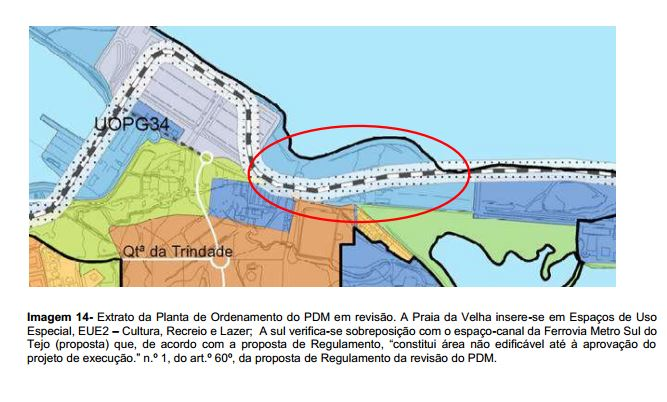 UOPG34
Qtª da Trindade
Imagem 14- Extrato da Planta de Ordenamento do PDM em revisão. A Praia da Velha insere-se em Espaços de Uso
Especial, EUE2 – Cultura, Recreio e Lazer;  A sul verifica-se sobreposição com o espaço-canal da Ferrovia Metro Sul do
Tejo (proposta) que, de acordo com a proposta de Regulamento, “constitui área não edificável até à aprovação do
projeto de execução.” n.º 1, do art.º 60º, da proposta de Regulamento da revisão do PDM.